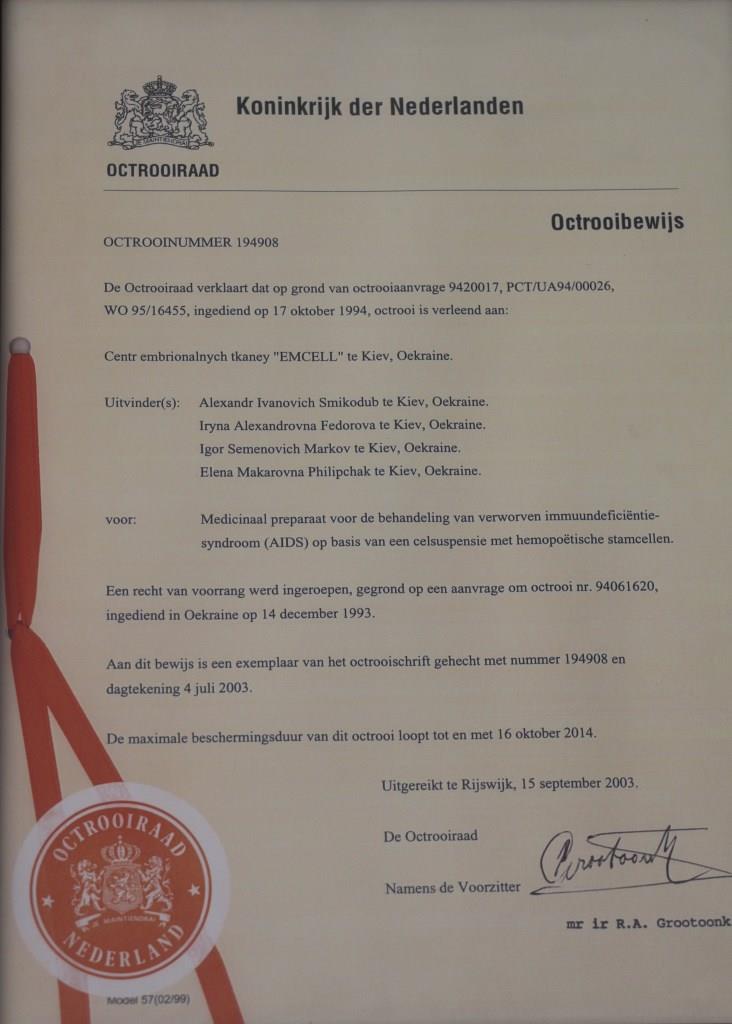 Koninkrijk der Nederlanden
JE MAINTIENDRAI
OCTROOIRAAD
Octrooibewijs
OCTROOINUMMER 194908
De Octrooiraad verklaart dat op grond van octrooiaanvrage 9420017, PCT/UA94/00026,
WO 95/16455, ingediend op 17 oktober 1994, octrooi is verleend aan:
Centr embrionalnych tkaney "EMCELL" te Kiev, Oekraine.
Uitvinder(s): Alexandr Ivanovich Smikodub te Kiev, Oekraine.
Iryna Alexandrovna Fedorova te Kiev, Oekraine.
Igor Semenovich Markov te Kiev, Oekraine.
Elena Makarovna Philipchak te Kiev, Oekraine.
voor: Medicinaal preparaat voor de behandeling van verworven immuundeficiëntie-
syndroom (AIDS) op basis van een celsuspensie met hemopoëtische stamcellen.
Een recht van voorrang werd ingeroepen, gegrond op een aanvrage om octrooi nr. 94061620,
ingediend in Oekraine op 14 december 1993.
Aan dit bewijs is een exemplaar van het octrooischrift gehecht met nummer 194908 en
dagtekening 4 juli 2003.
De maximale beschermingsduur van dit octrooi loopt tot en met 16 oktober 2014.
Uitgereikt te Rijswijk, 15 september 2003.
De Octrooiraad
Namens de Voorzitter
mr ir R.A. Grootoonk
OCTROOIRAAD
JE MAINTIENDRAI
NEDERLAND
Model 57(02/99)